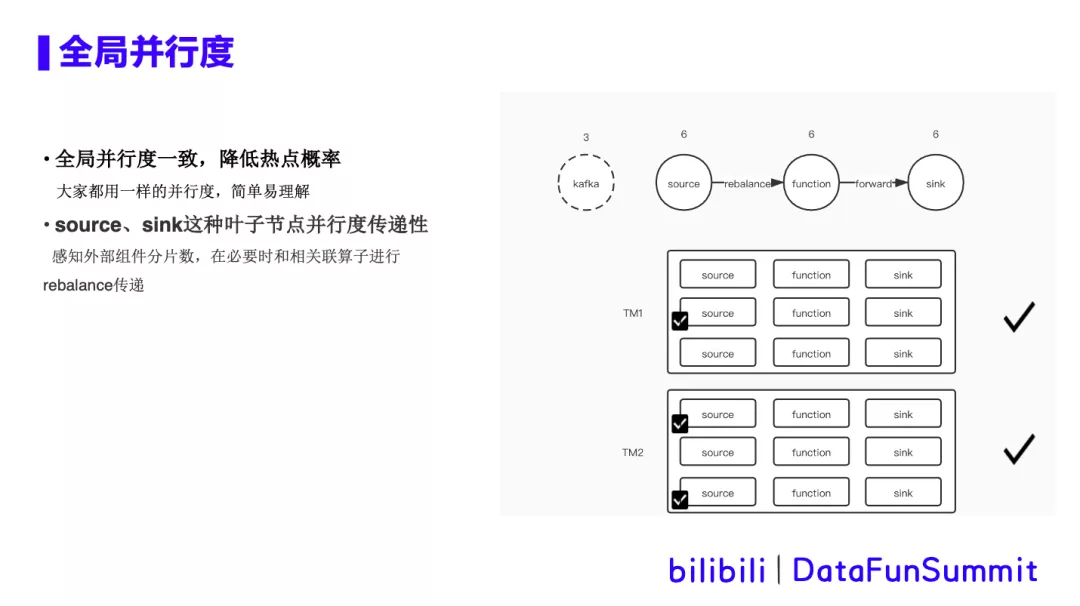 全局并行度
• 全局并行度一致，降低热点概率
大家都用一样的并行度，简单易理解
• source、sink这种叶子节点并行度传递性
感知外部组件分片数，在必要时和相关联算子进行
rebalance传递
3 6 6 6
kafka source rebalance function forward sink
source function sink
TM1 source function sink
source function sink
source function sink
TM2 source function sink
source function sink
bilibili | DataFunSummit